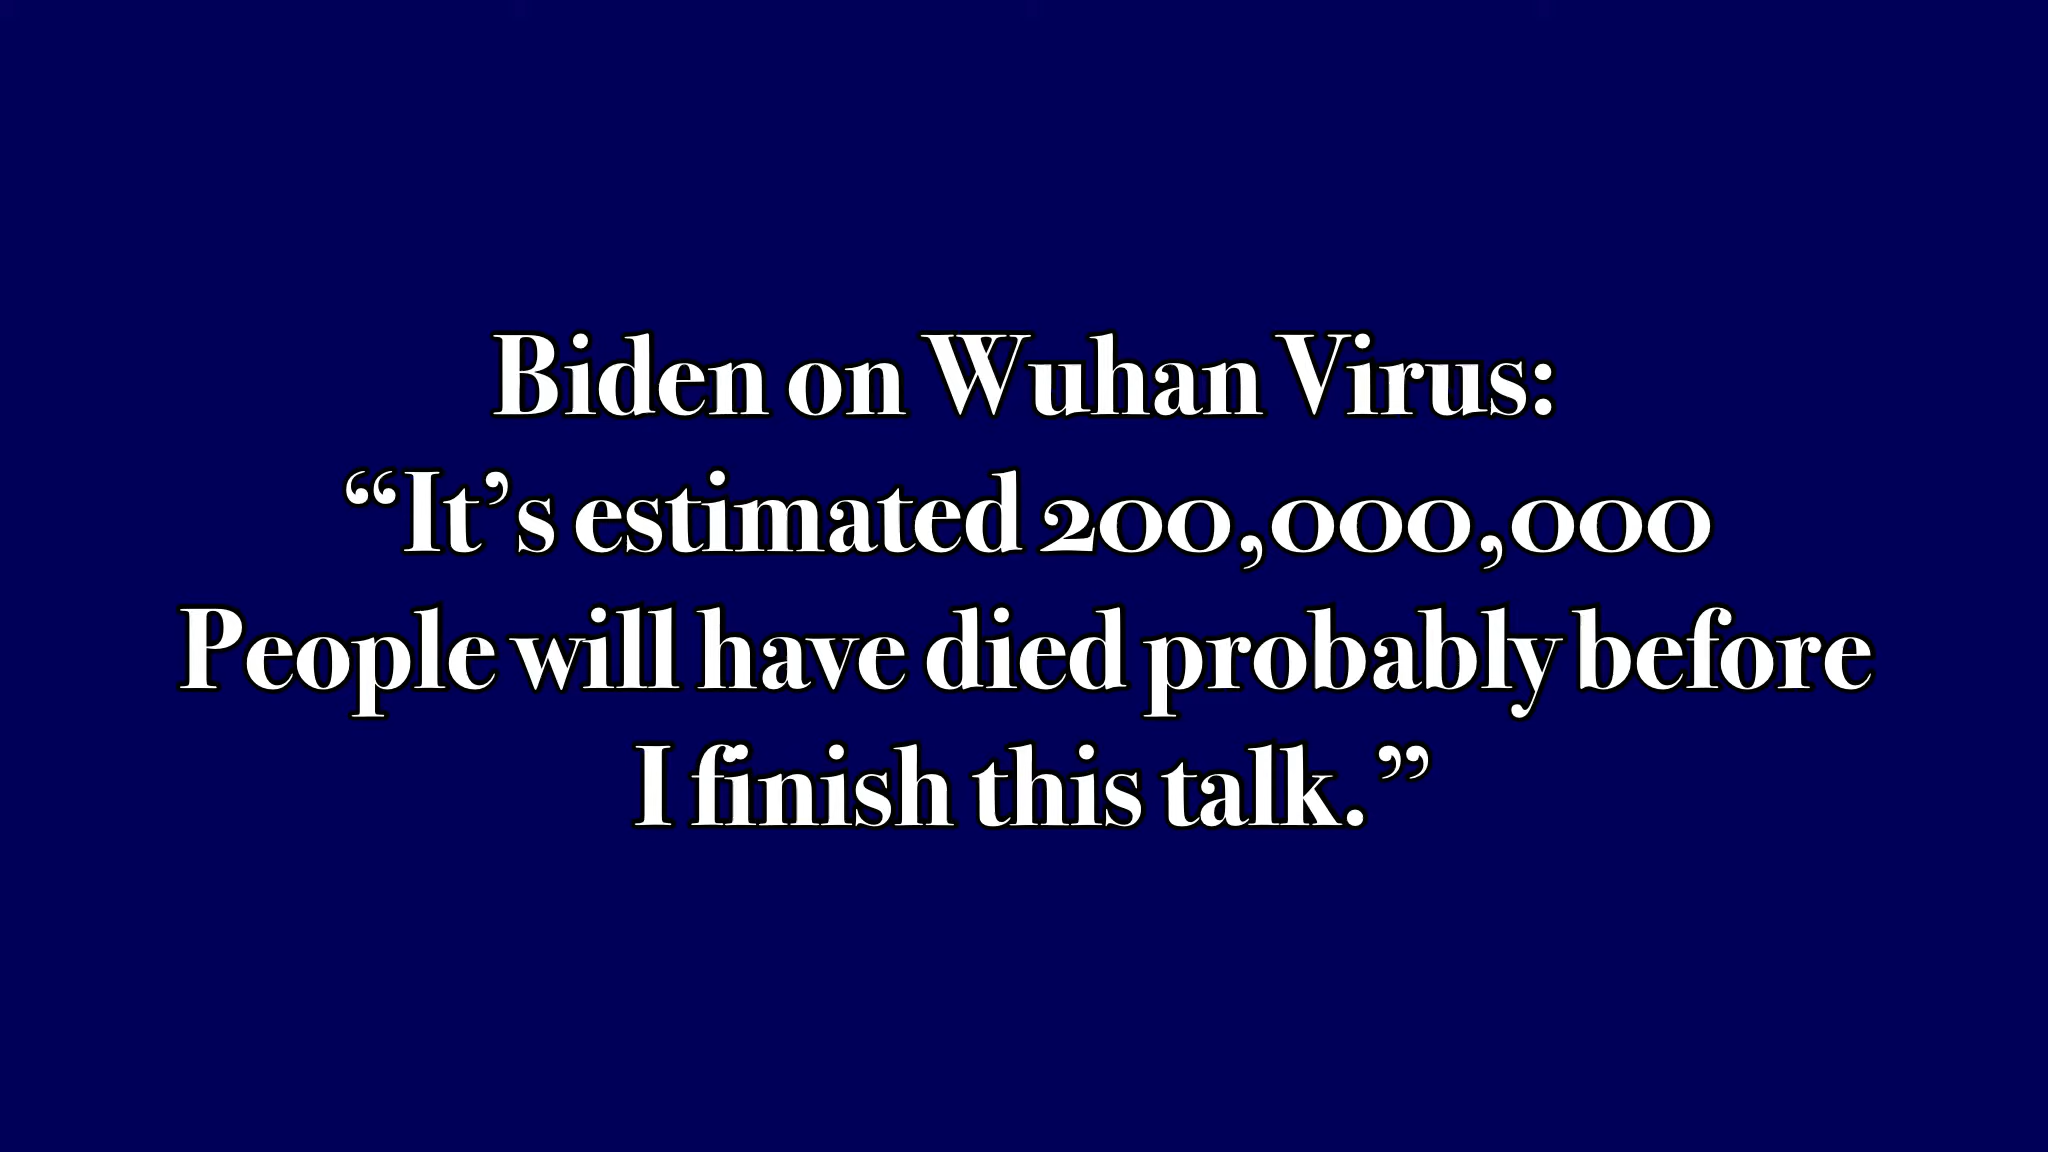 Biden on Wuhan Virus:
“It’s estimated 200,000,000
People will have died probably before
I finish this talk.”